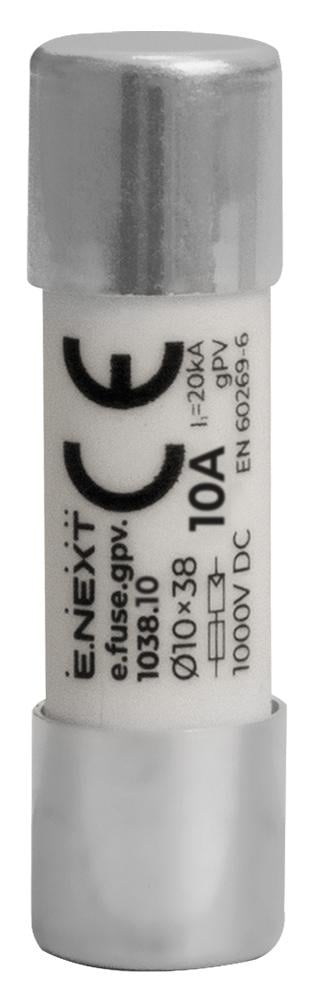 E.NEXT
e.fuse.gpv.
1038.10
CE
Ø10×38
10A
I₁=20kA
gPV
1000V DC
EN 60269-6